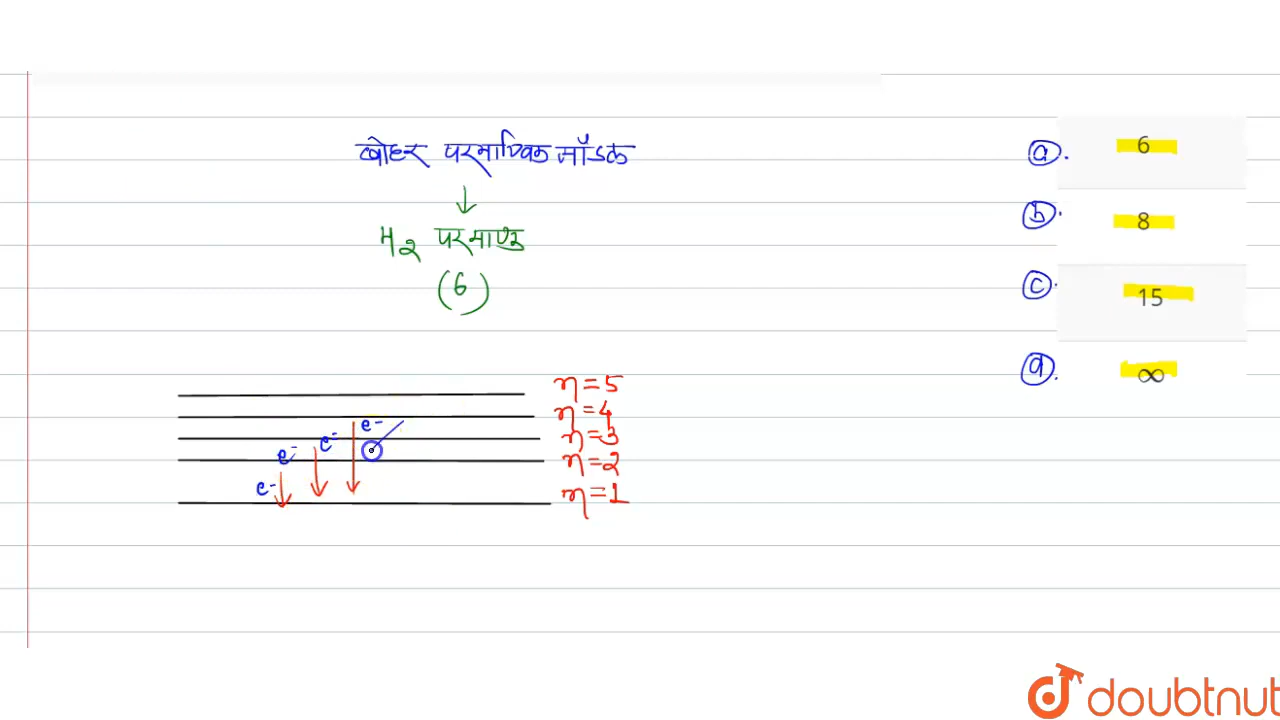 बोहर परमाण्विक मॉडल
↓
H2 परमाणु
(6)
(a). 6
(b). 8
(c). 15
(d). ∞
n=5
n=4
n=3
n=2
n=1
e-
e-
e-
e-
doubtnut